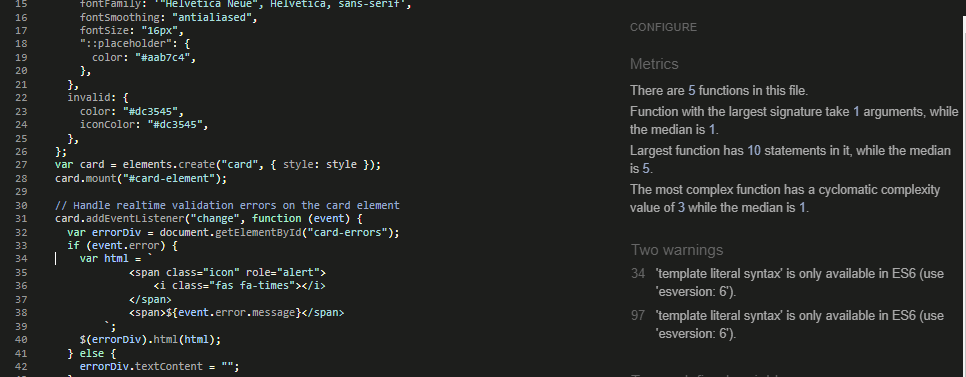 15 fontFamily: '"Helvetica Neue", Helvetica, sans-serif',
16 fontSmoothing: "antialiased",
17 fontSize: "16px",
18 "::placeholder": {
19 color: "#aab7c4",
20 },
21 },
22 invalid: {
23 color: "#dc3545",
24 iconColor: "#dc3545",
25 },
26 };
27 var card = elements.create("card", { style: style });
28 card.mount("#card-element");
29
30 // Handle realtime validation errors on the card element
31 card.addEventListener("change", function (event) {
32 var errorDiv = document.getElementById("card-errors");
33 if (event.error) {
34 var html = `
35 <span class="icon" role="alert">
36 <i class="fas fa-times"></i>
37 </span>
38 <span>${event.error.message}</span>
39 `;
40 $(errorDiv).html(html);
41 } else {
42 errorDiv.textContent = "";
CONFIGURE
Metrics
There are 5 functions in this file.
Function with the largest signature take 1 arguments, while
the median is 1.
Largest function has 10 statements in it, while the median
is 5.
The most complex function has a cyclomatic complexity
value of 3 while the median is 1.
Two warnings
34 'template literal syntax' is only available in ES6 (use
'esversion: 6').
97 'template literal syntax' is only available in ES6 (use
'esversion: 6').